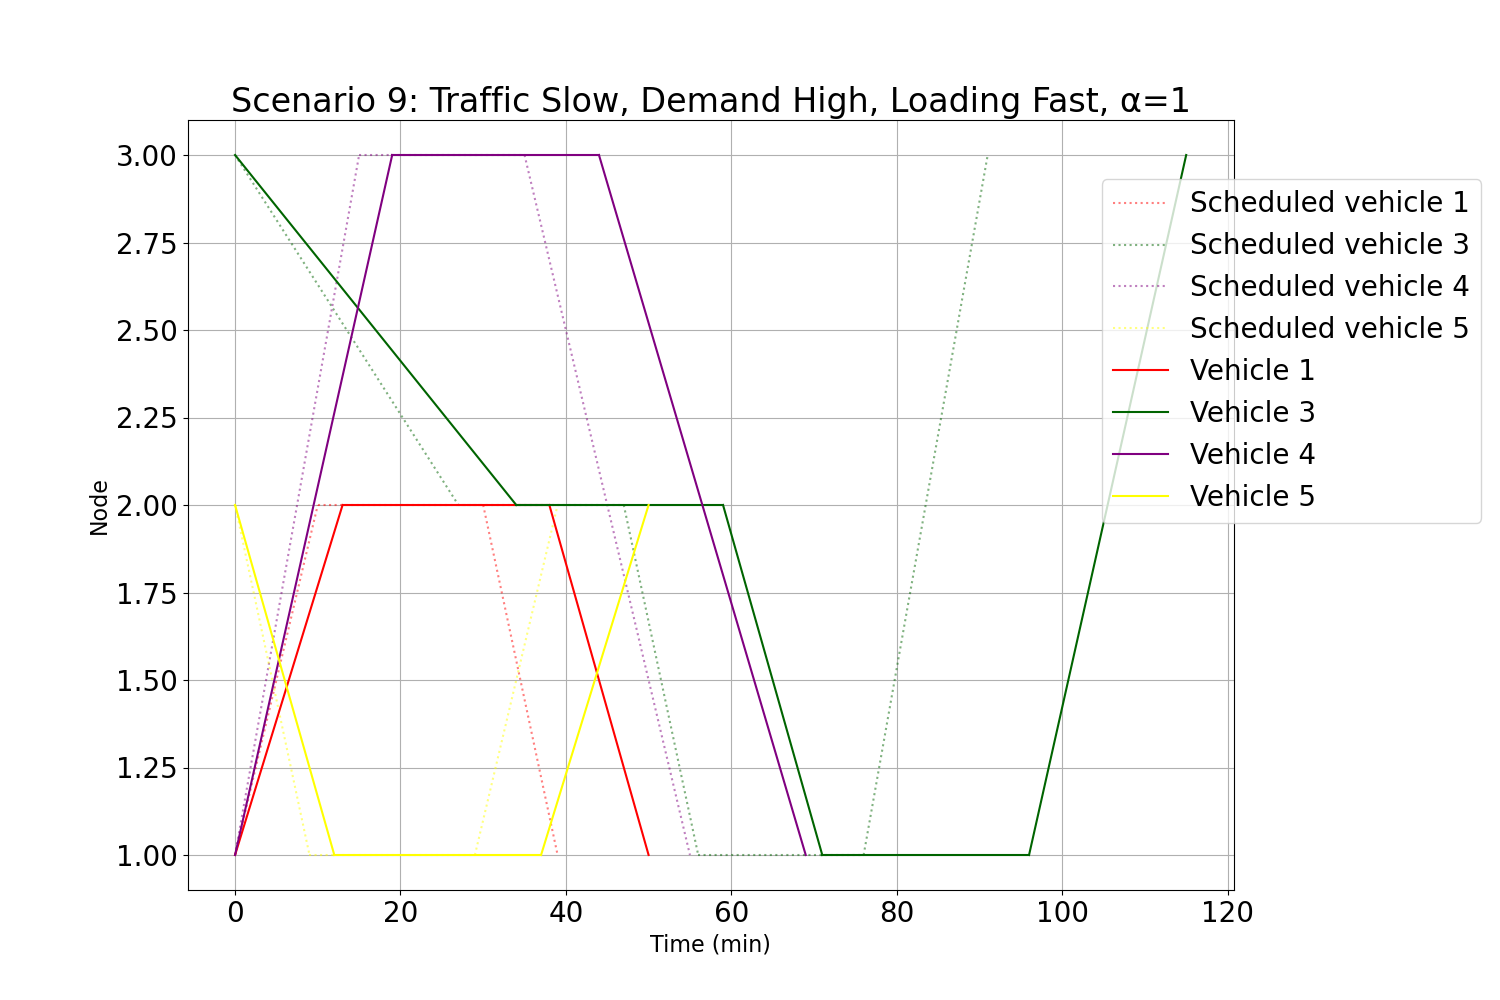 Scenario 9: Traffic Slow, Demand High, Loading Fast, α=1
3.00
2.75
2.50
2.25
2.00
1.75
1.50
1.25
1.00
Node
0 20 40 60 80 100 120
Time (min)
Scheduled vehicle 1
Scheduled vehicle 3
Scheduled vehicle 4
Scheduled vehicle 5
Vehicle 1
Vehicle 3
Vehicle 4
Vehicle 5